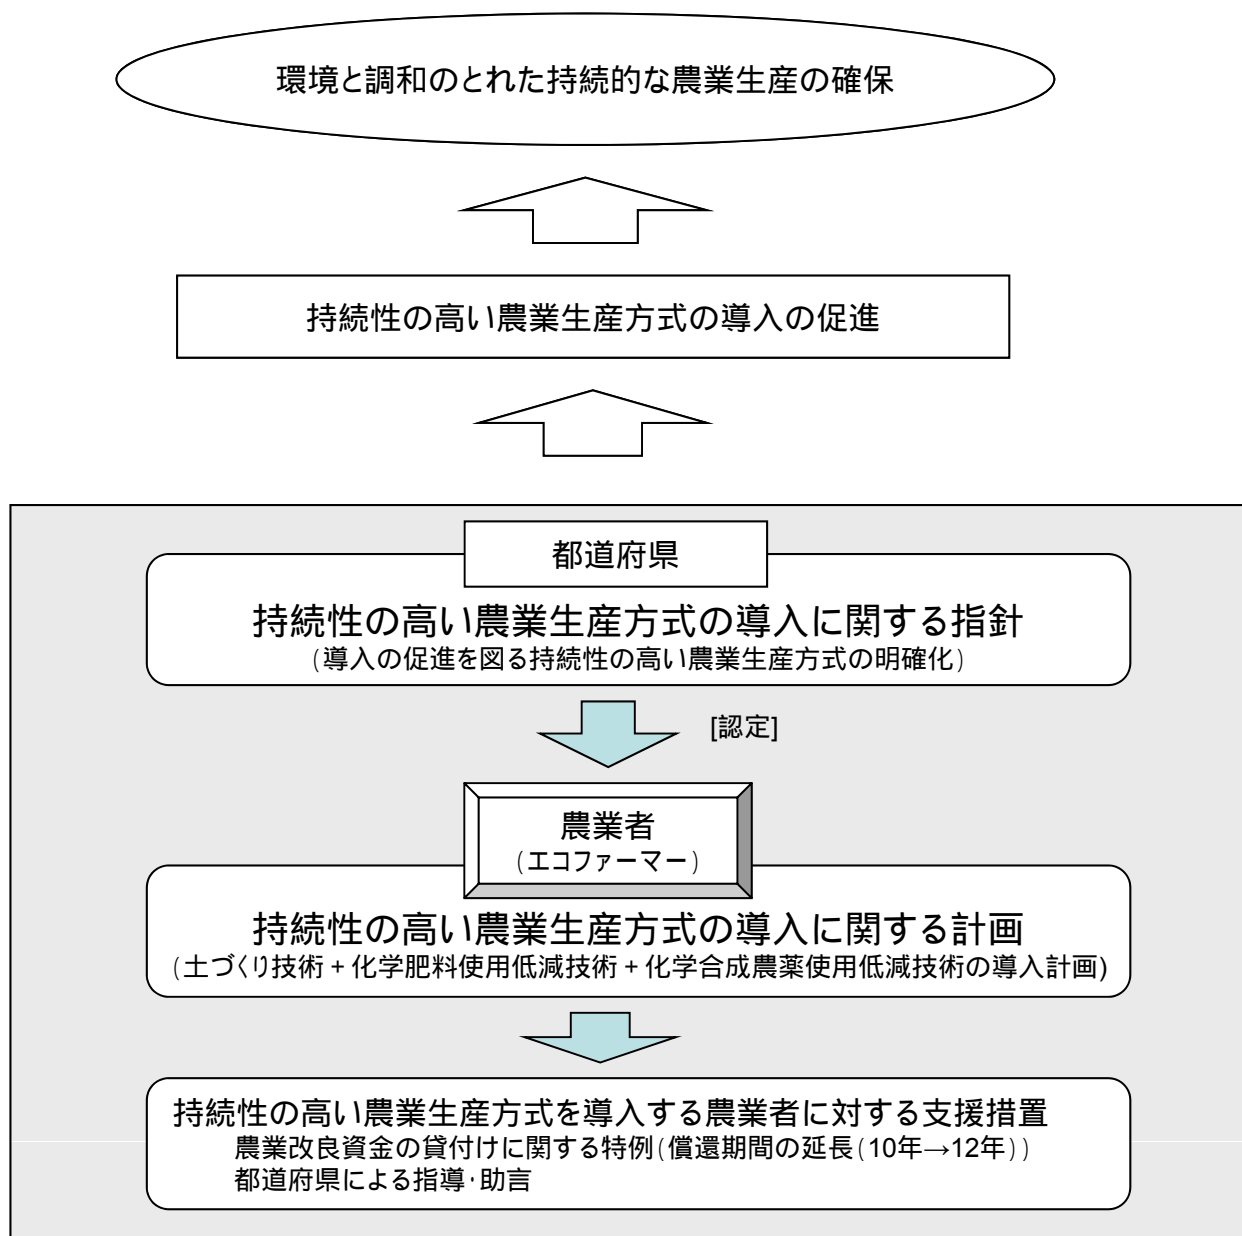 環境と調和のとれた持続的な農業生産の確保
持続性の高い農業生産方式の導入の促進
都道府県
持続性の高い農業生産方式の導入に関する指針
(導入の促進を図る持続性の高い農業生産方式の明確化)
[認定]
農業者
(エコファーマー)
持続性の高い農業生産方式の導入に関する計画
(土づくり技術+化学肥料使用低減技術+化学合成農薬使用低減技術の導入計画)
持続性の高い農業生産方式を導入する農業者に対する支援措置
農業改良資金の貸付けに関する特例(償還期間の延長(10年→12年))
都道府県による指導・助言